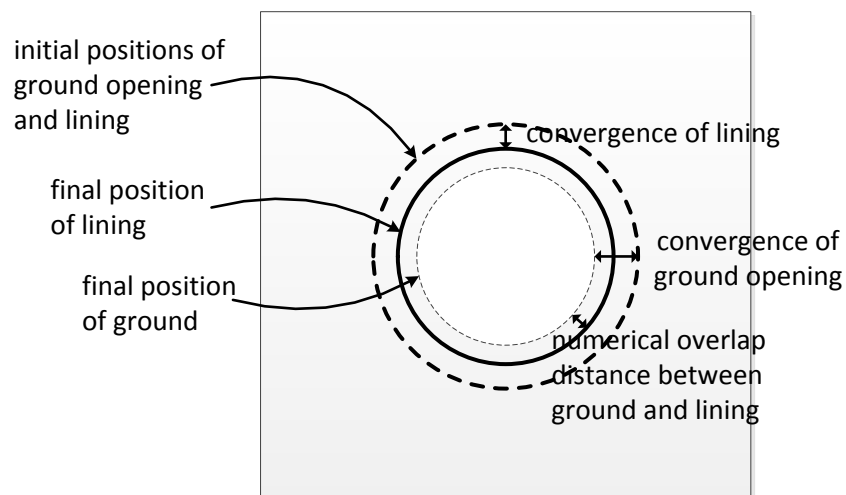 initial positions of
ground opening
and lining
convergence of lining
final position
of lining
convergence of
ground opening
final position
of ground
numerical overlap
distance between
ground and lining